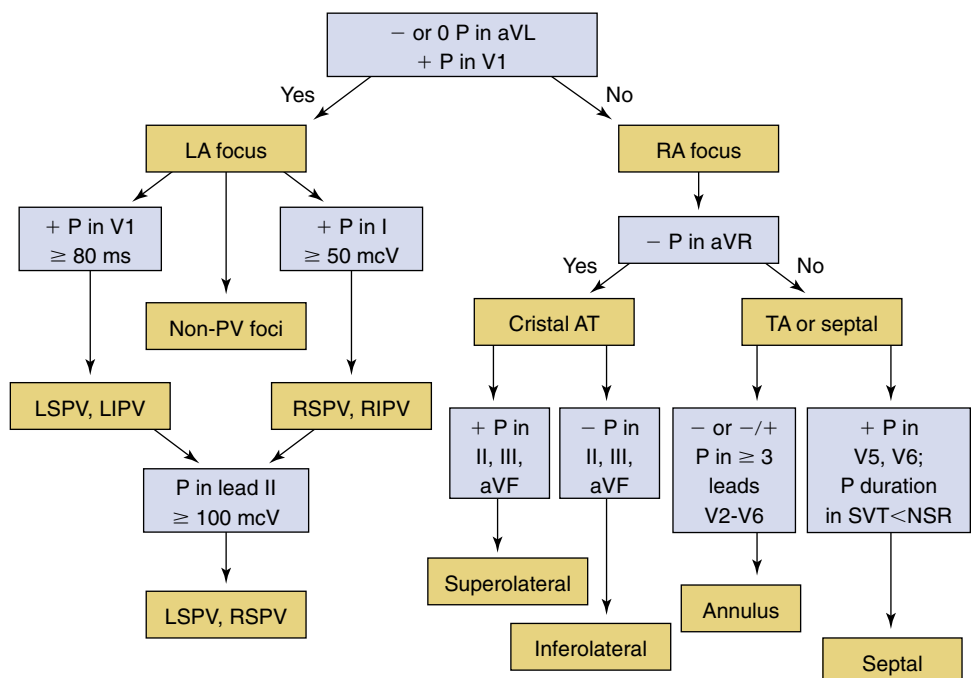 − or 0 P in aVL
+ P in V1
Yes
No
LA focus
RA focus
+ P in V1
≥ 80 ms
+ P in I
≥ 50 mcV
− P in aVR
Yes
No
Non-PV foci
Cristal AT
TA or septal
LSPV, LIPV
RSPV, RIPV
+ P in
II, III,
aVF
− P in
II, III,
aVF
− or −/+
P in ≥ 3
leads
V2-V6
+ P in
V5, V6;
P duration
in SVT<NSR
P in lead II
≥ 100 mcV
Superolateral
Annulus
LSPV, RSPV
Inferolateral
Septal